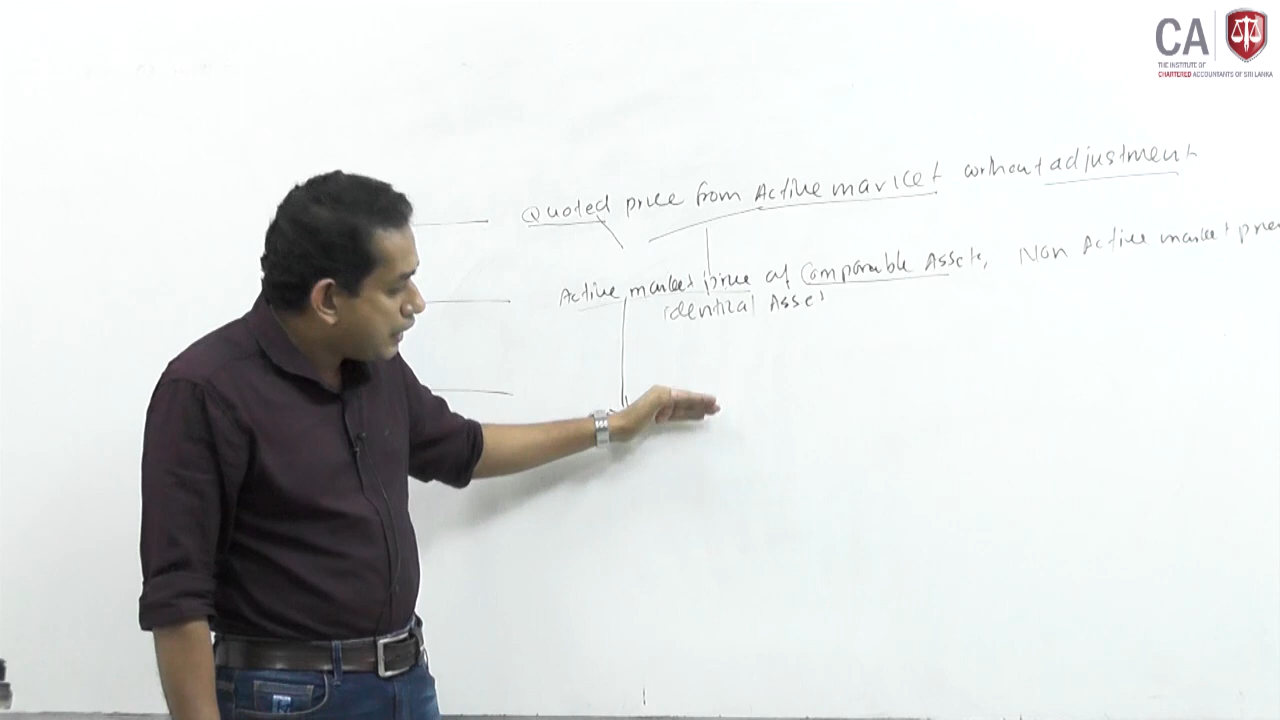 CA
THE INSTITUTE OF
CHARTERED ACCOUNTANTS OF SRI LANKA
Quoted price from Active market without adjustment
Active market price of Comparable Assets, Non Active market price
identical Asset